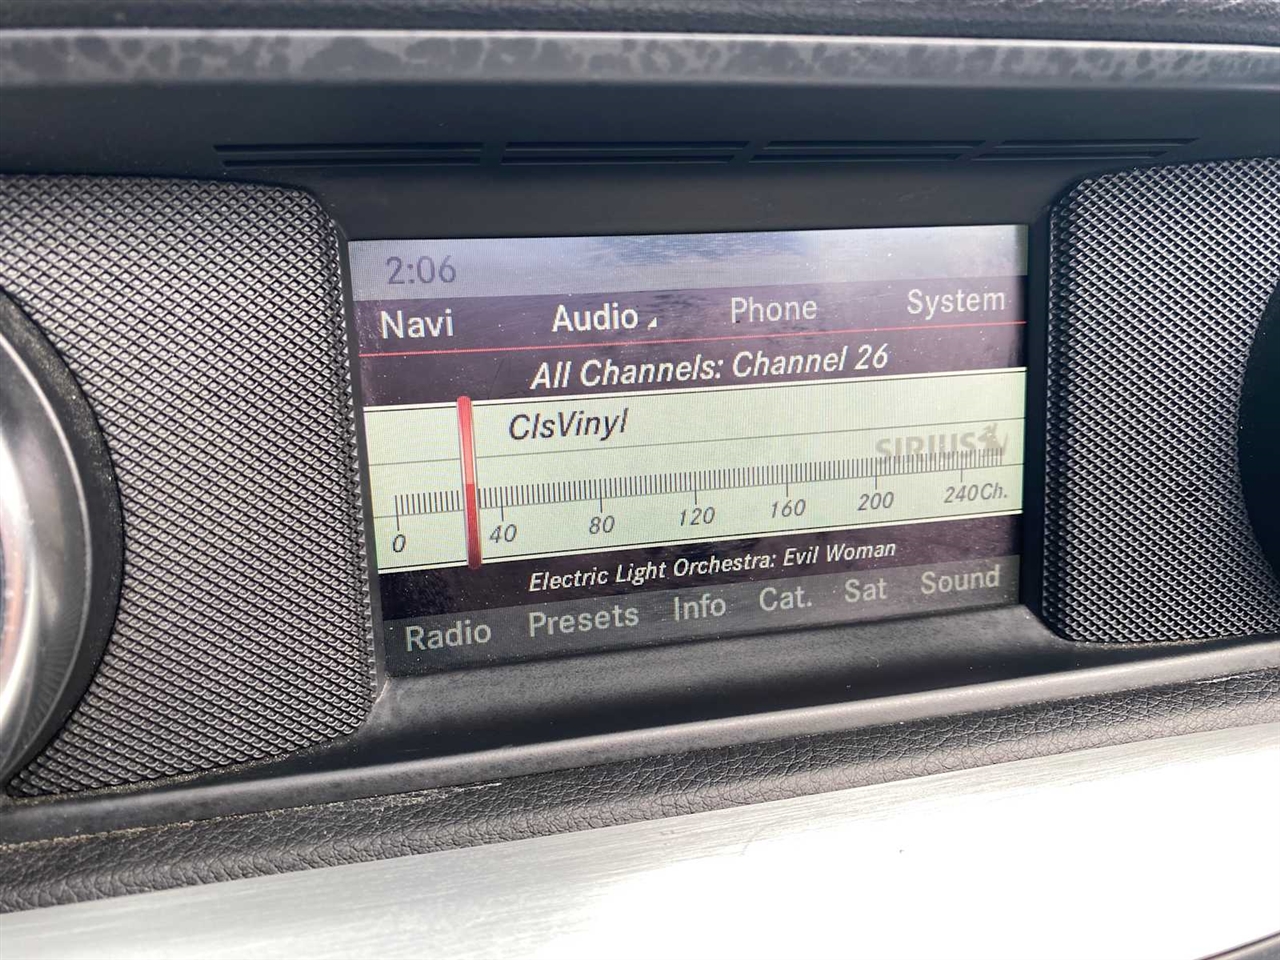 2:06
Navi Audio Phone System
All Channels: Channel 26
ClsVinyl
SIRIUS
0 40 80 120 160 200 240Ch.
Electric Light Orchestra: Evil Woman
Radio Presets Info Cat. Sat Sound